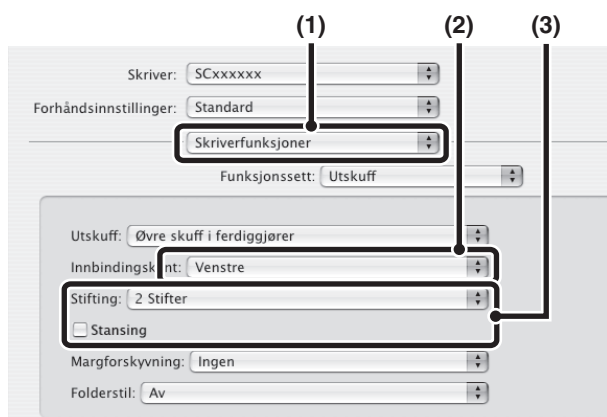 (1) (2) (3)
Skriver: SCxxxxxx
Forhåndsinnstillinger: Standard
Skriverfunksjoner
Funksjonssett: Utskuff
Utskuff: Øvre skuff i ferdiggjører
Innbindingskant: Venstre
Stifting: 2 Stifter
Stansing
Margforskyvning: Ingen
Folderstil: Av